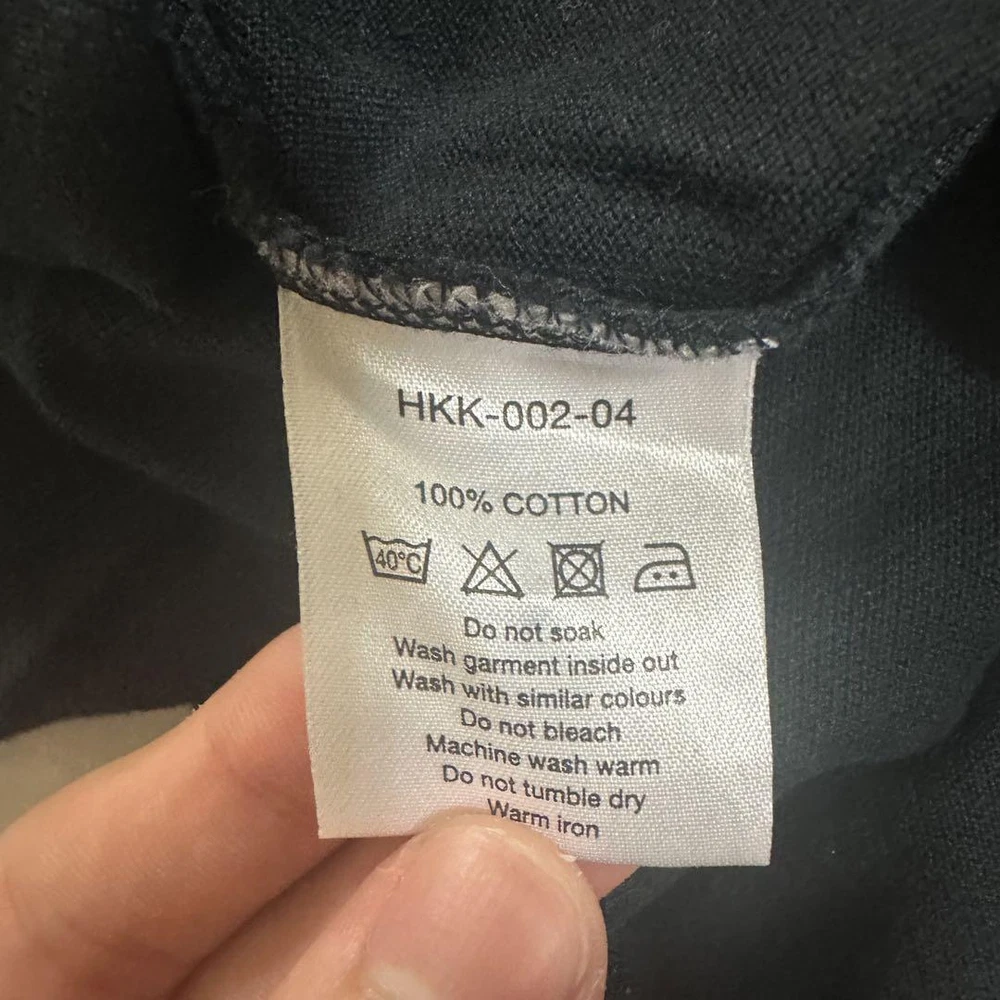 HKK-002-04
100% COTTON
40°C
Do not soak
Wash garment inside out
Wash with similar colours
Do not bleach
Machine wash warm
Do not tumble dry
Warm iron